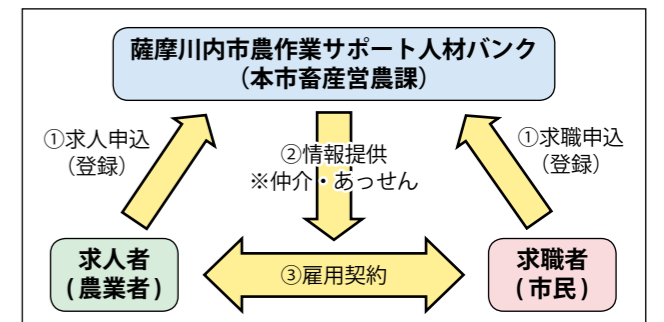 薩摩川内市農作業サポート人材バンク
（本市畜産営農課）
①求人申込
（登録）
②情報提供
※仲介・あっせん
①求職申込
（登録）
求人者
(農業者)
③雇用契約
求職者
(市民)